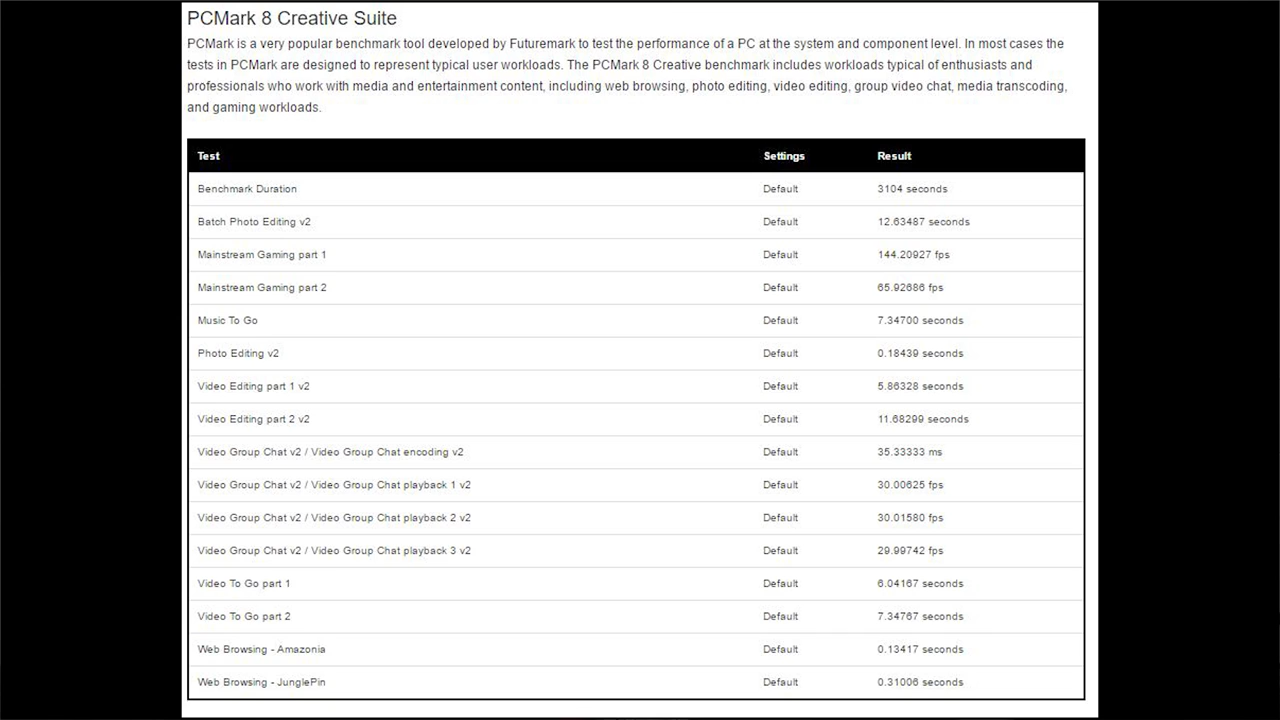 PCMark 8 Creative Suite
PCMark is a very popular benchmark tool developed by Futuremark to test the performance of a PC at the system and component level. In most cases the
tests in PCMark are designed to represent typical user workloads. The PCMark 8 Creative benchmark includes workloads typical of enthusiasts and
professionals who work with media and entertainment content, including web browsing, photo editing, video editing, group video chat, media transcoding,
and gaming workloads.
Test Settings Result
Benchmark Duration Default 3104 seconds
Batch Photo Editing v2 Default 12.63487 seconds
Mainstream Gaming part 1 Default 144.20927 fps
Mainstream Gaming part 2 Default 65.92686 fps
Music To Go Default 7.34700 seconds
Photo Editing v2 Default 0.18439 seconds
Video Editing part 1 v2 Default 5.86328 seconds
Video Editing part 2 v2 Default 11.68299 seconds
Video Group Chat v2 / Video Group Chat encoding v2 Default 35.33333 ms
Video Group Chat v2 / Video Group Chat playback 1 v2 Default 30.00625 fps
Video Group Chat v2 / Video Group Chat playback 2 v2 Default 30.01580 fps
Video Group Chat v2 / Video Group Chat playback 3 v2 Default 29.99742 fps
Video To Go part 1 Default 6.04167 seconds
Video To Go part 2 Default 7.34767 seconds
Web Browsing - Amazonia Default 0.13417 seconds
Web Browsing - JunglePin Default 0.31006 seconds